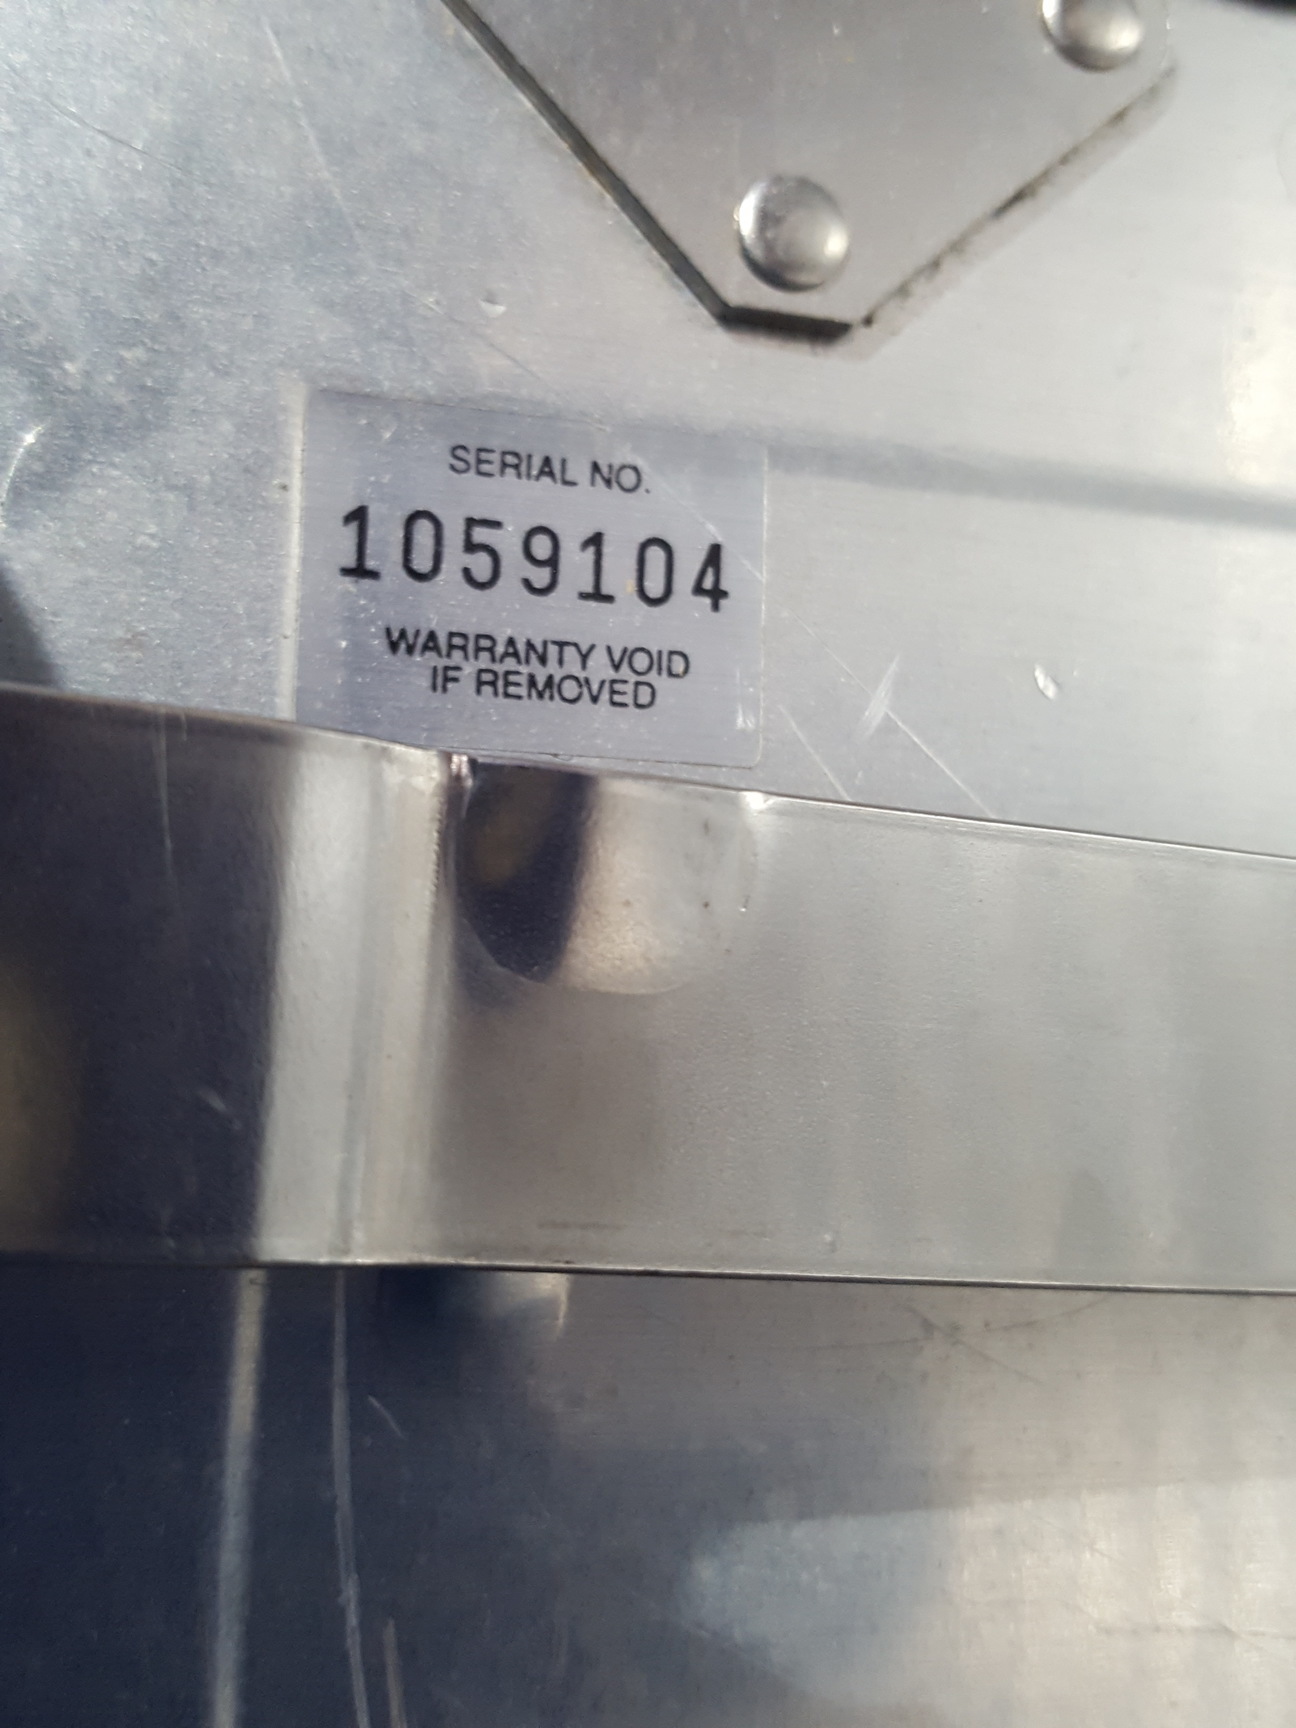 SERIAL NO.
1059104
WARRANTY VOID
IF REMOVED